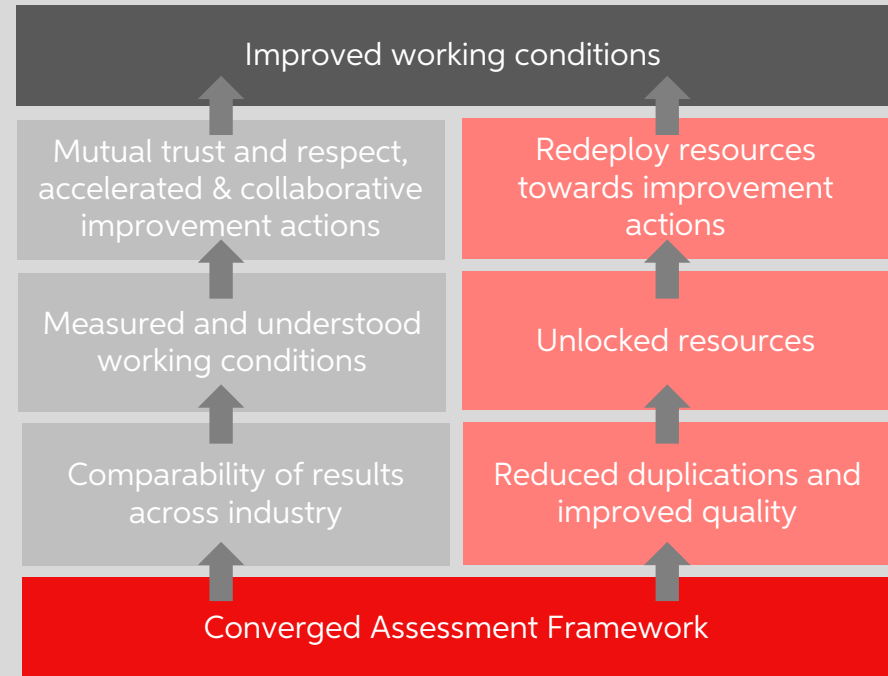 Improved working conditions
Mutual trust and respect,
accelerated & collaborative
improvement actions
Redeploy resources
towards improvement
actions
Measured and understood
working conditions
Unlocked resources
Comparability of results
across industry
Reduced duplications and
improved quality
Converged Assessment Framework